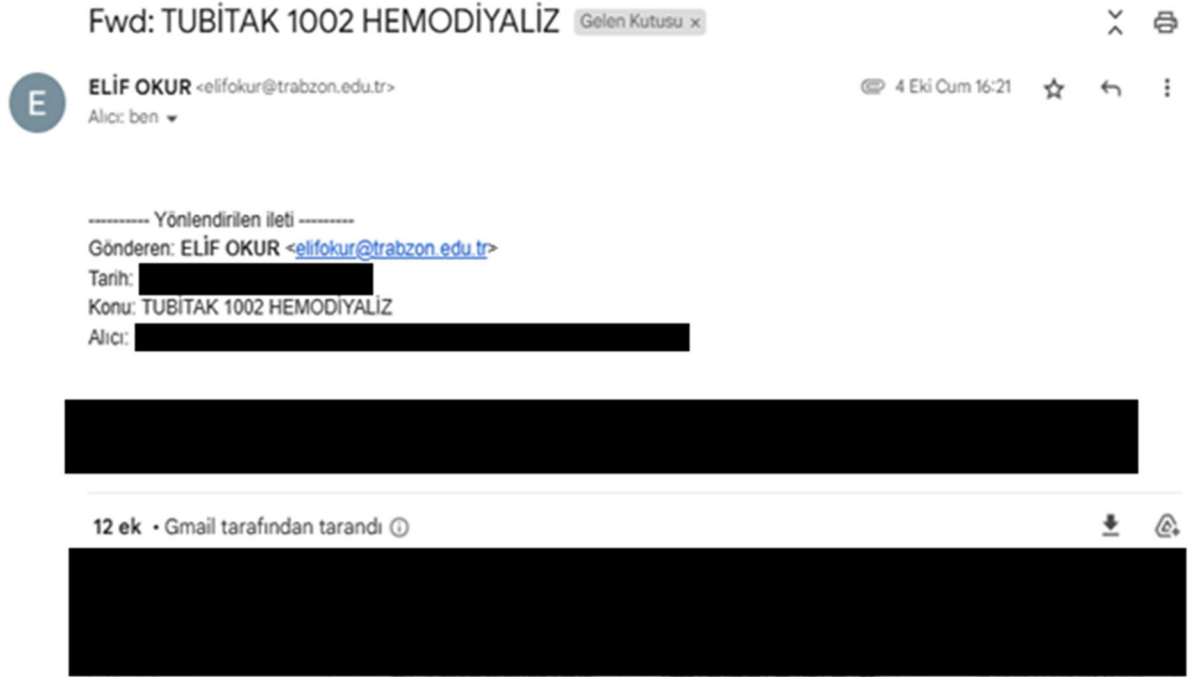 Fwd: TUBİTAK 1002 HEMODİYALİZ Gelen Kutusu ×
E
ELİF OKUR <elifokur@trabzon.edu.tr> 4 Eki Cum 16:21
Alıcı: ben
---------- Yönlendirilen ileti ---------
Gönderen: ELİF OKUR <elifokur@trabzon.edu.tr>
Tarih:
Konu: TUBİTAK 1002 HEMODİYALİZ
Alıcı:
12 ek • Gmail tarafından tarandı